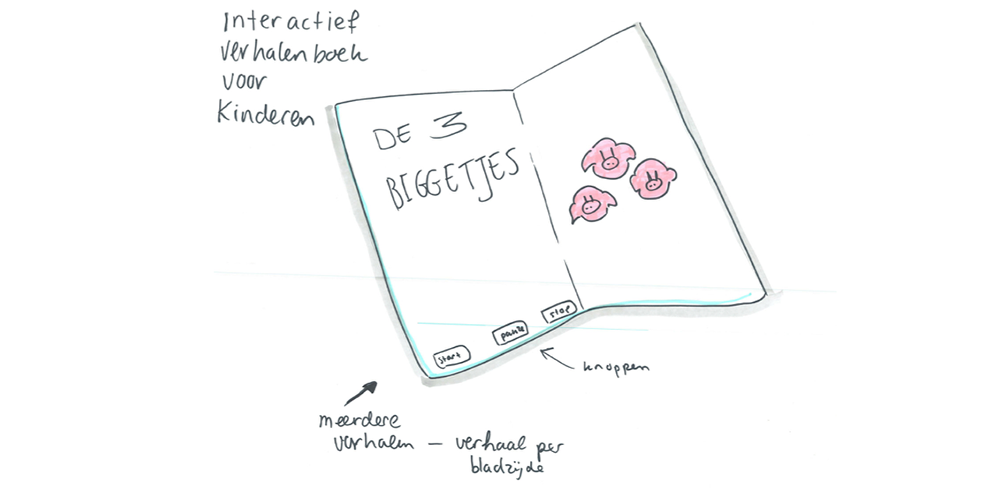 Interactief
verhalenboek
voor
Kinderen
DE 3
BIGGETJES
start
pauze
stop
knoppen
meerdere
verhalen - verhaal per
bladzijde